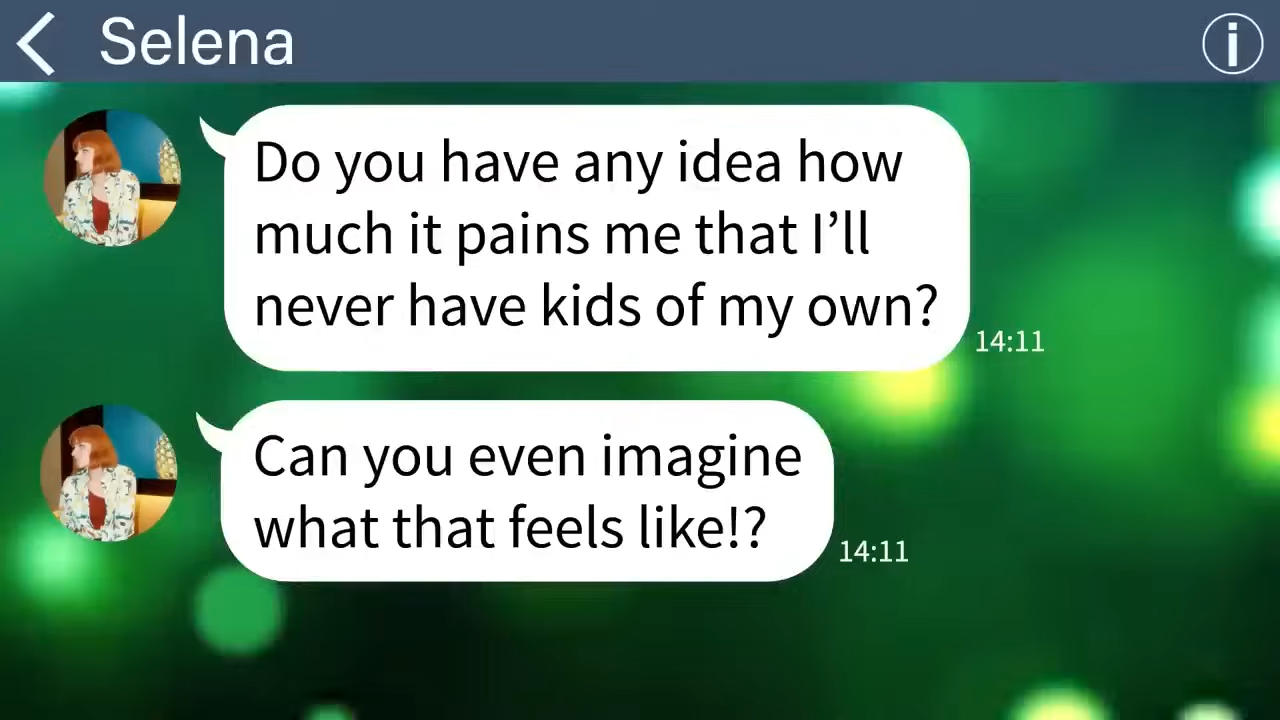 Selena
Do you have any idea how
much it pains me that I’ll
never have kids of my own?
14:11
Can you even imagine
what that feels like!?
14:11